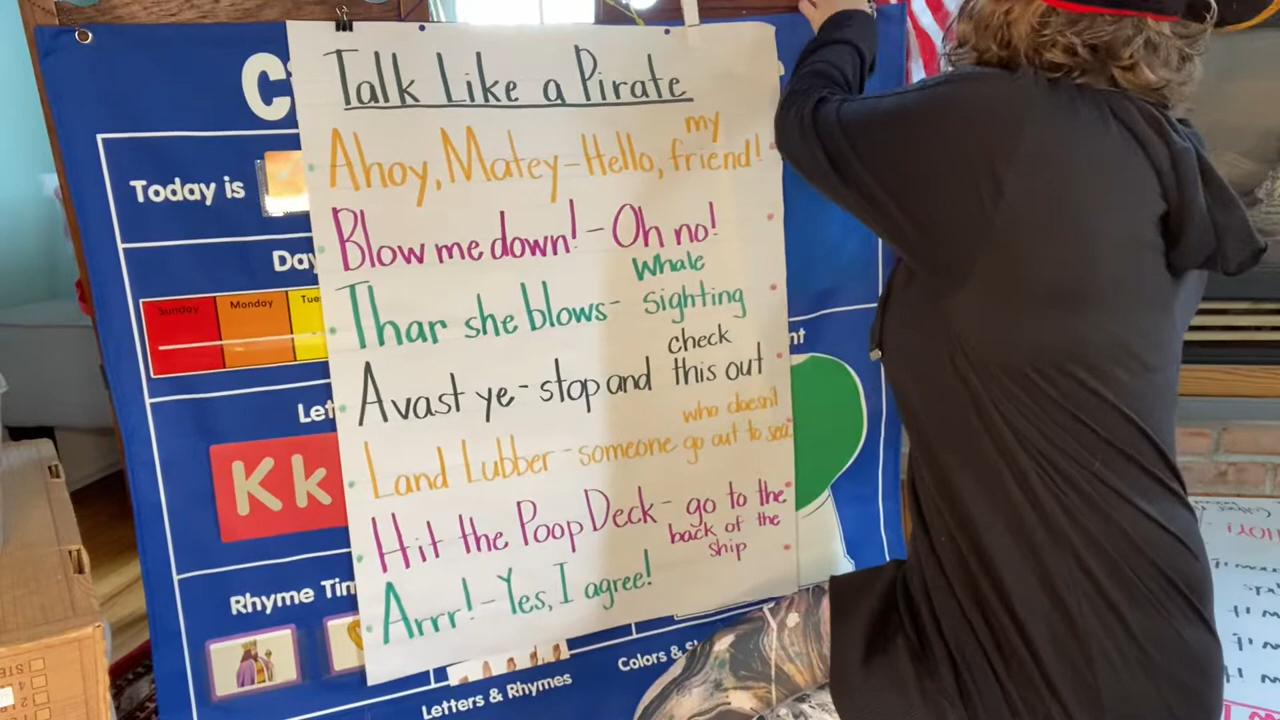 Talk Like a Pirate
Ahoy, Matey - Hello, my friend!
Blow me down! - Oh no!
Thar she blows - Whale sighting
Avast ye - stop and check this out
Land Lubber - someone who doesn't go out to sea
Hit the Poop Deck - go to the back of the ship
Arrr! - Yes, I agree!
C
Today is
Day
Sunday
Monday
Tue
Let
Kk
Rhyme Tim
Letters & Rhymes
Colors & S
nt